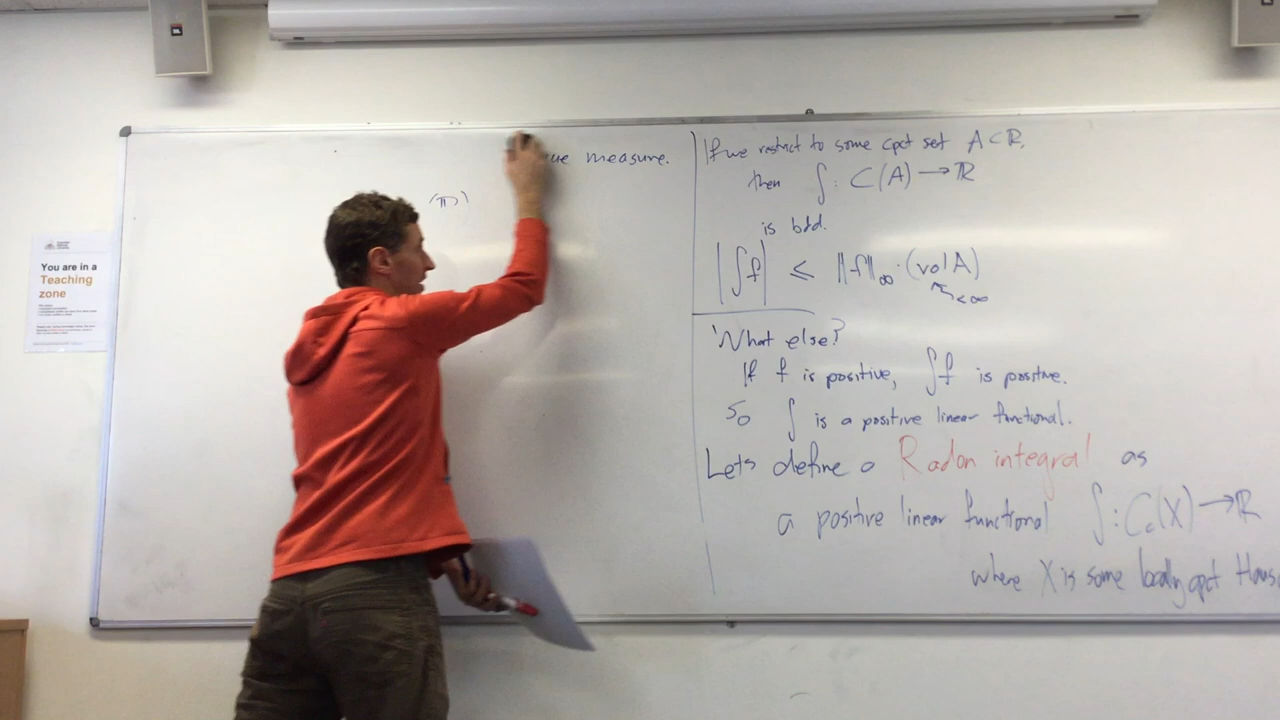 You are in a
Teaching
zone
ue measure.
(ℝ)
If we restrict to some cpct set A ⊂ ℝ,
then ∫ : C(A) → ℝ
is bdd.
|∫f| ≤ ‖f‖∞ · (vol A)
< ∞
What else?
If f is positive, ∫f is positive.
So ∫ is a positive linear functional.
Lets define a Radon integral as
a positive linear functional ∫ : C_c(X) → ℝ
where X is some locally cpct Haus